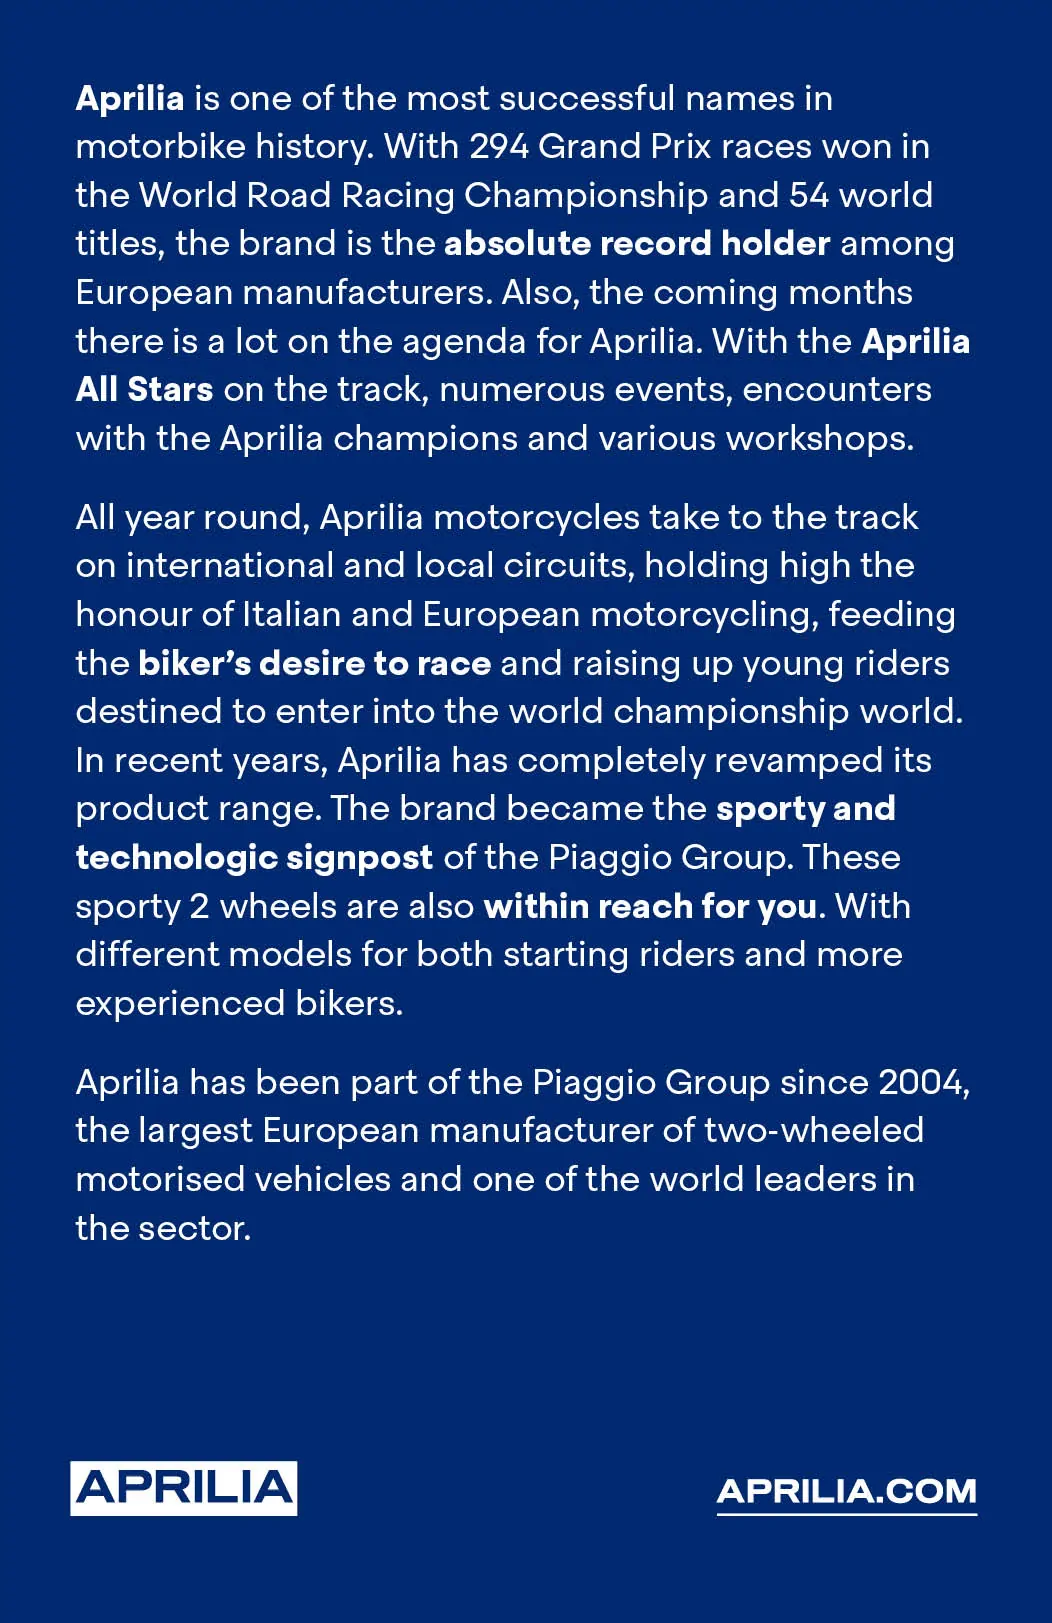 Aprilia is one of the most successful names in
motorbike history. With 294 Grand Prix races won in
the World Road Racing Championship and 54 world
titles, the brand is the absolute record holder among
European manufacturers. Also, the coming months
there is a lot on the agenda for Aprilia. With the Aprilia
All Stars on the track, numerous events, encounters
with the Aprilia champions and various workshops.
All year round, Aprilia motorcycles take to the track
on international and local circuits, holding high the
honour of Italian and European motorcycling, feeding
the biker’s desire to race and raising up young riders
destined to enter into the world championship world.
In recent years, Aprilia has completely revamped its
product range. The brand became the sporty and
technologic signpost of the Piaggio Group. These
sporty 2 wheels are also within reach for you. With
different models for both starting riders and more
experienced bikers.
Aprilia has been part of the Piaggio Group since 2004,
the largest European manufacturer of two-wheeled
motorised vehicles and one of the world leaders in
the sector.
APRILIA
APRILIA.COM